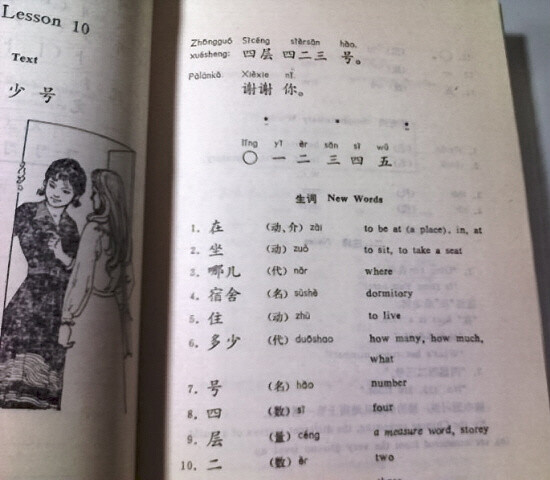 Lesson 10
Text
少 号
Zhōngguó Sìcéng sìèrsān hào.
xuésheng: 四层 四二三 号。
Pàlánkǎ: Xièxie nǐ.
谢谢 你。
líng yī èr sān sì wǔ
〇 一 二 三 四 五
生词 New Words
1. 在 (动、介) zài to be at (a place), in, at
2. 坐 (动) zuò to sit, to take a seat
3. 哪儿 (代) nǎr where
4. 宿舍 (名) sùshè dormitory
5. 住 (动) zhù to live
6. 多少 (代) duōshao how many, how much,
what
7. 号 (名) hào number
8. 四 (数) sì four
9. 层 (量) céng a measure word, storey
10. 二 (数) èr two